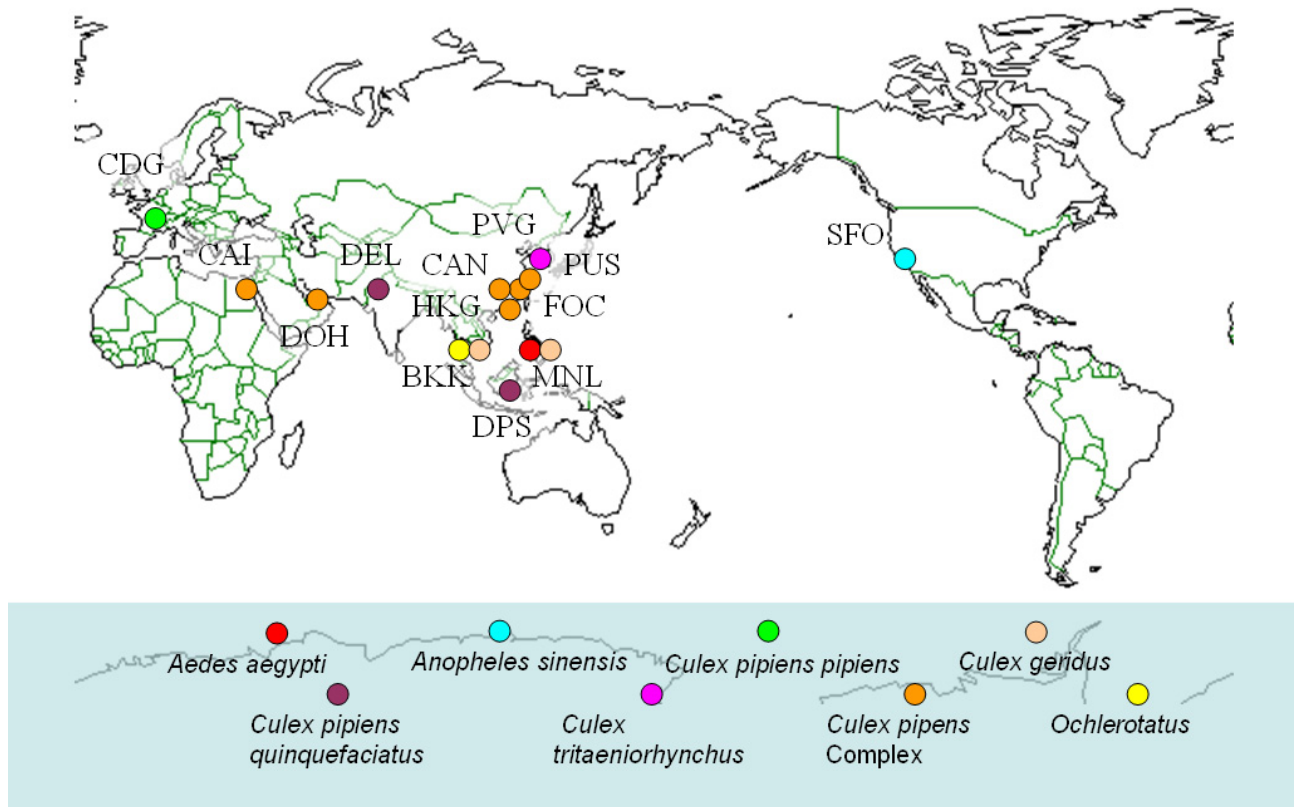 CDG
PVG
SFO
CAI
DEL
CAN
PUS
HKG
FOC
DOH
BKK
MNL
DPS
Aedes aegypti
Anopheles sinensis
Culex pipiens pipiens
Culex geridus
Culex pipiens
quinquefaciatus
Culex
tritaeniorhynchus
Culex pipens
Complex
Ochlerotatus